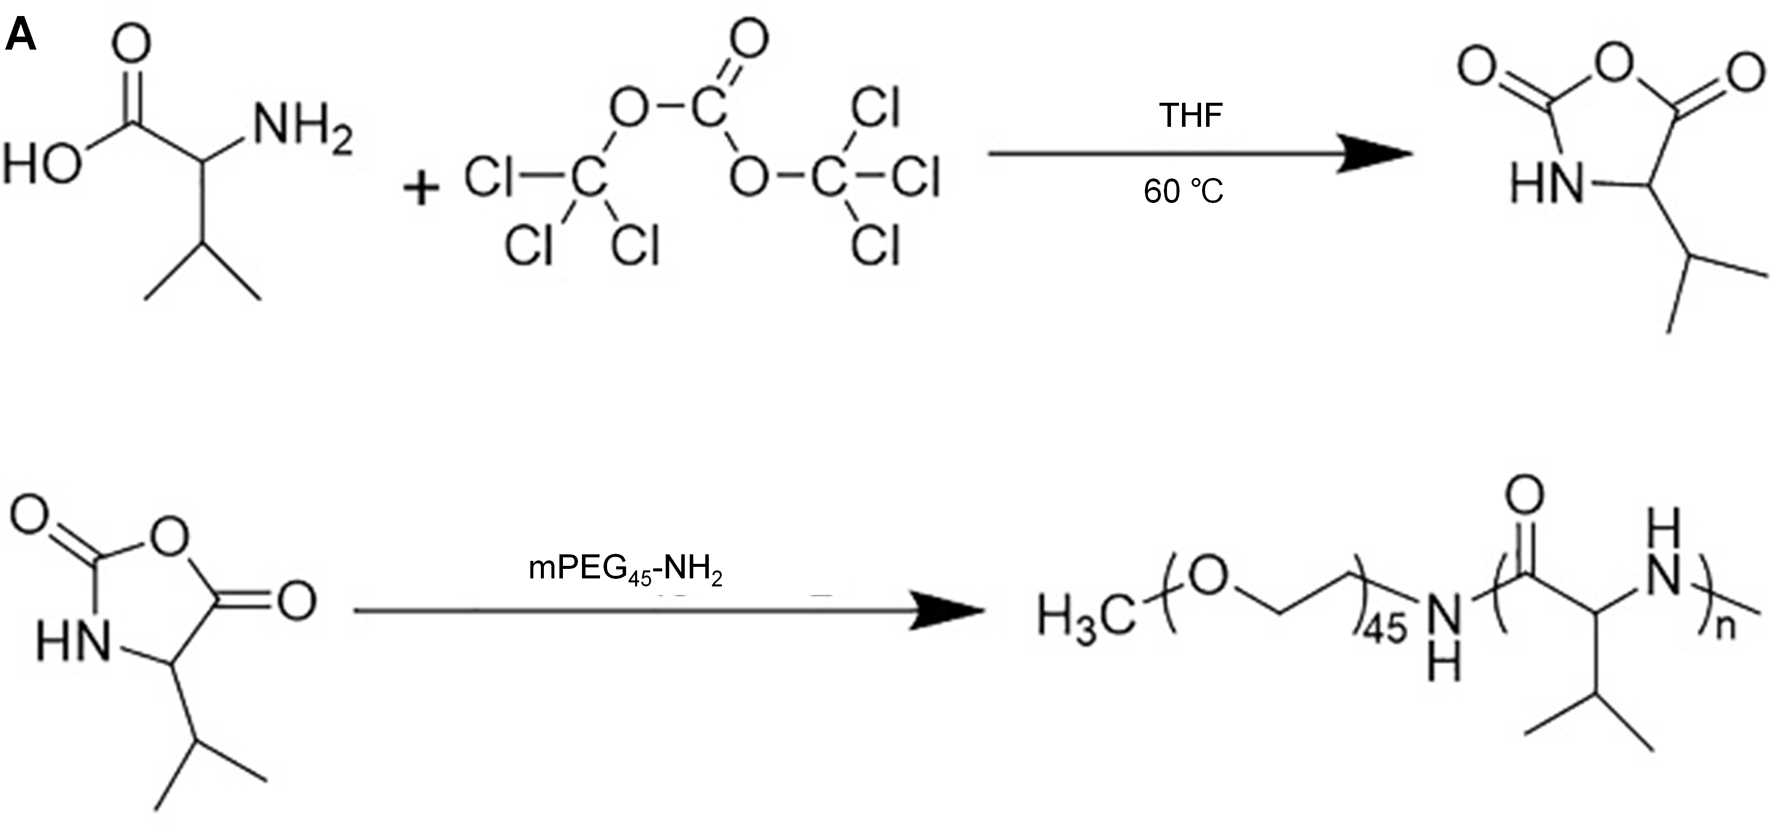 A
O
HO
NH2
+
O
O
C
Cl
Cl
C
O
C
Cl
Cl
Cl
Cl
THF
60 ℃
O
O
O
HN
O
O
O
HN
mPEG45-NH2
O
H
H3C
O
45
N
H
N
n